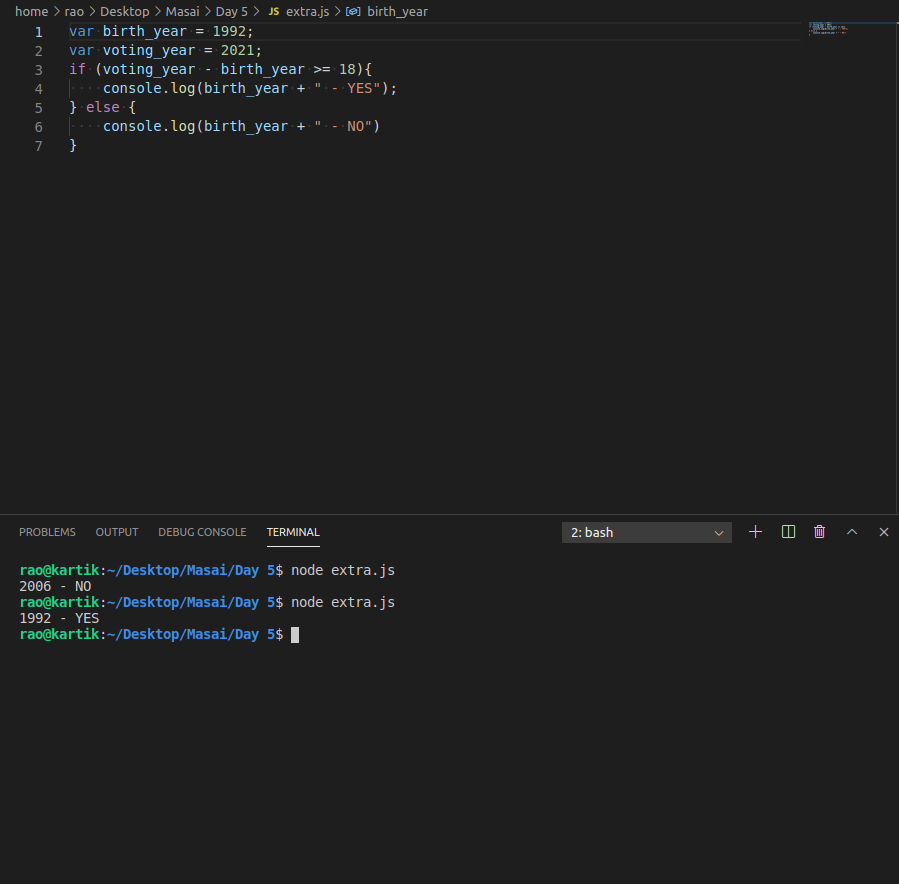 home > rao > Desktop > Masai > Day 5 > JS extra.js > birth_year
1 var birth_year = 1992;
2 var voting_year = 2021;
3 if (voting_year - birth_year >= 18){
4     console.log(birth_year + " - YES");
5 } else {
6     console.log(birth_year + " - NO")
7 }
PROBLEMS OUTPUT DEBUG CONSOLE TERMINAL 2: bash
rao@kartik:~/Desktop/Masai/Day 5$ node extra.js
2006 - NO
rao@kartik:~/Desktop/Masai/Day 5$ node extra.js
1992 - YES
rao@kartik:~/Desktop/Masai/Day 5$